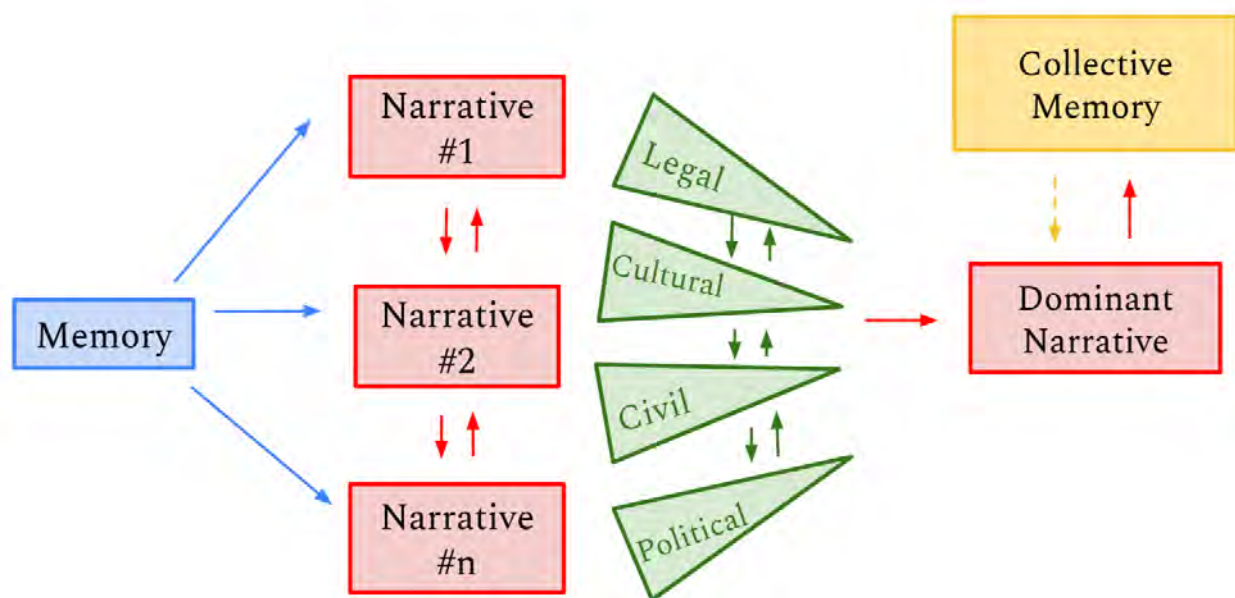 Memory
Narrative
#1
Narrative
#2
Narrative
#n
Legal
Cultural
Civil
Political
Collective
Memory
Dominant
Narrative